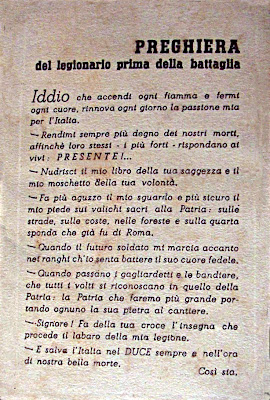 PREGHIERA
del legionario prima della battaglia
Iddio che accendi ogni fiamma e fermi
ogni cuore, rinnova ogni giorno la passione mia
per l'Italia.
— Rendimi sempre più degno dei nostri morti,
affinchè loro stessi - i più forti - rispondano ai
vivi: PRESENTE!...
— Nudrisci il mio libro della tua saggezza e il
mio moschetto della tua volontà.
— Fa più aguzzo il mio sguardo e più sicuro il
mio piede sui valichi sacri alla Patria: sulle
strade, sulle coste, nelle foreste e sulla quarta
sponda che già fu di Roma.
— Quando il futuro soldato mi marcia accanto
nei ranghi ch'io senta battere il suo cuore fedele.
— Quando passano i gagliardetti e le bandiere,
che tutti i volti si riconoscano in quello della
Patria: la Patria che faremo più grande por-
tando ognuno la sua pietra al cantiere.
— Signore! Fa della tua croce l'insegna che
precede il labaro della mia legione.
— E salva l'Italia nel DUCE sempre e nell'ora
di nostra bella morte.
Così sia.